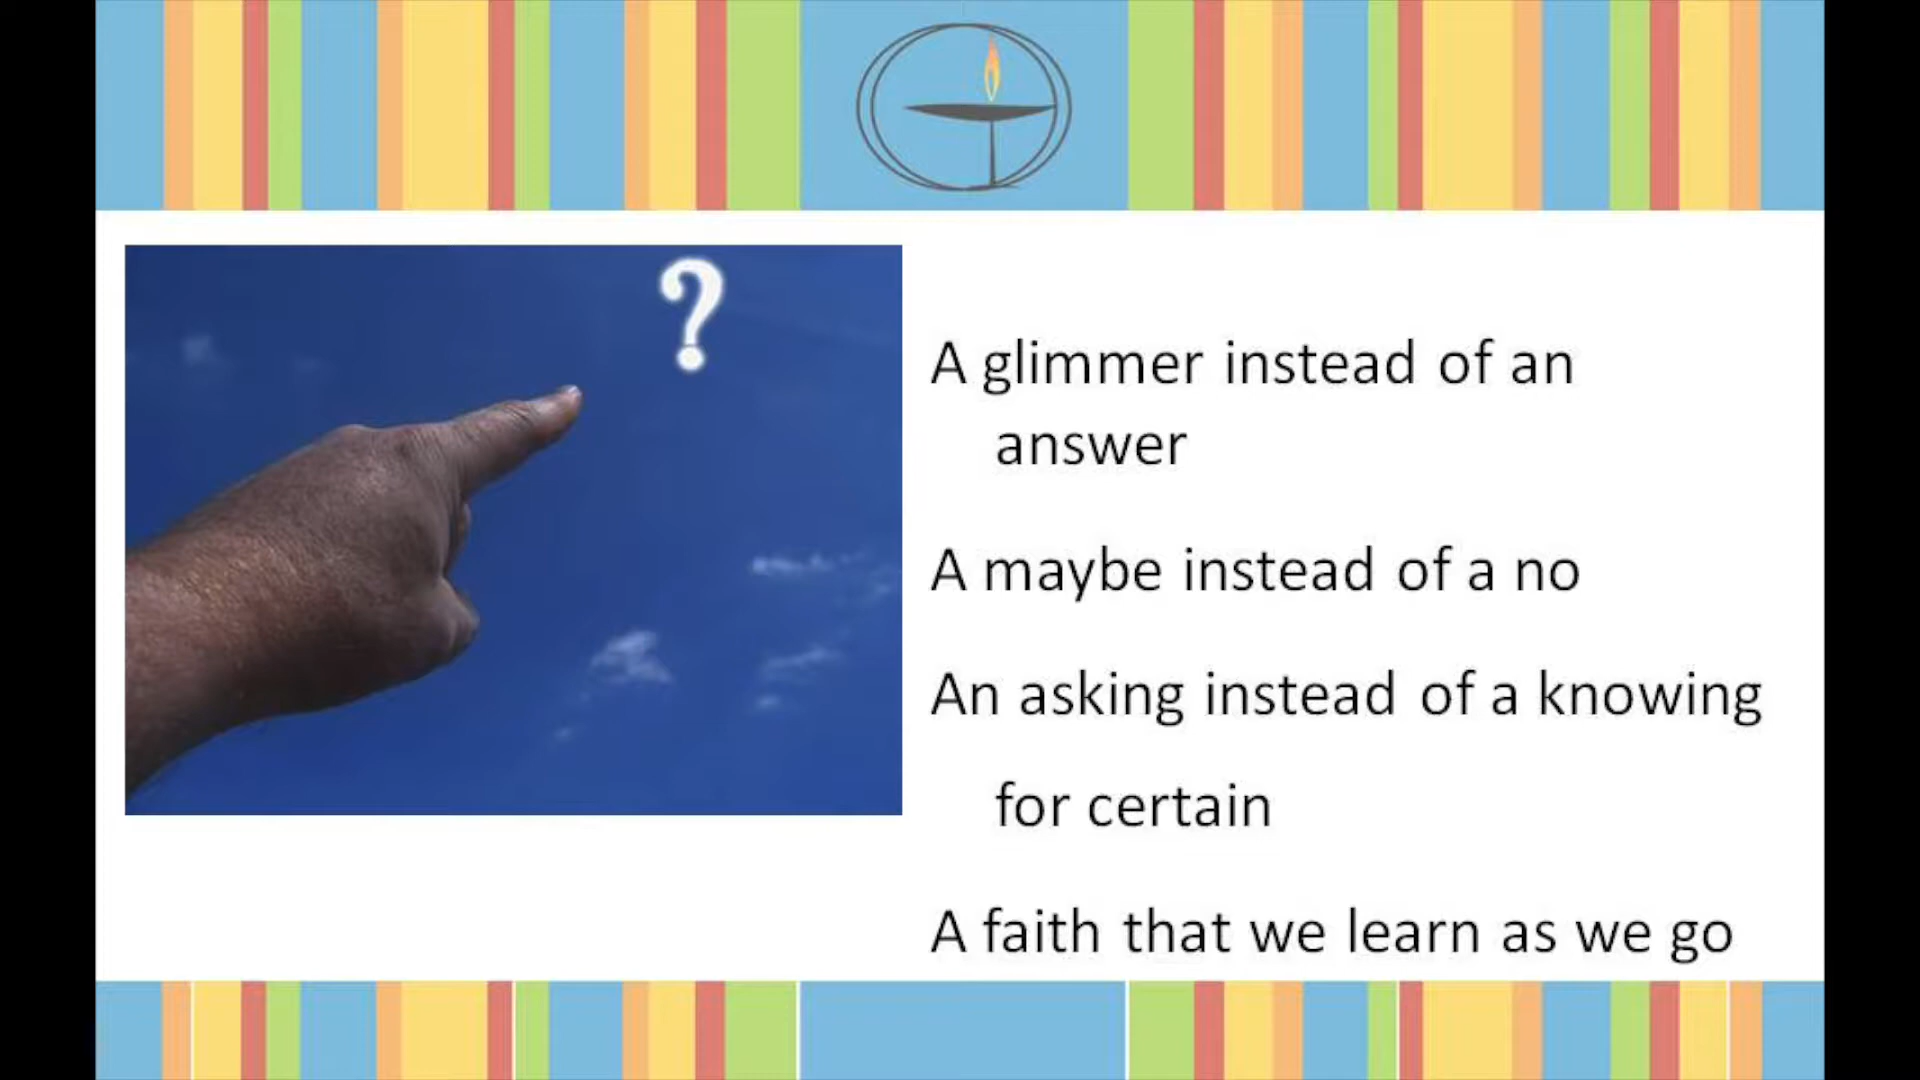 ?
A glimmer instead of an
answer
A maybe instead of a no
An asking instead of a knowing
for certain
A faith that we learn as we go